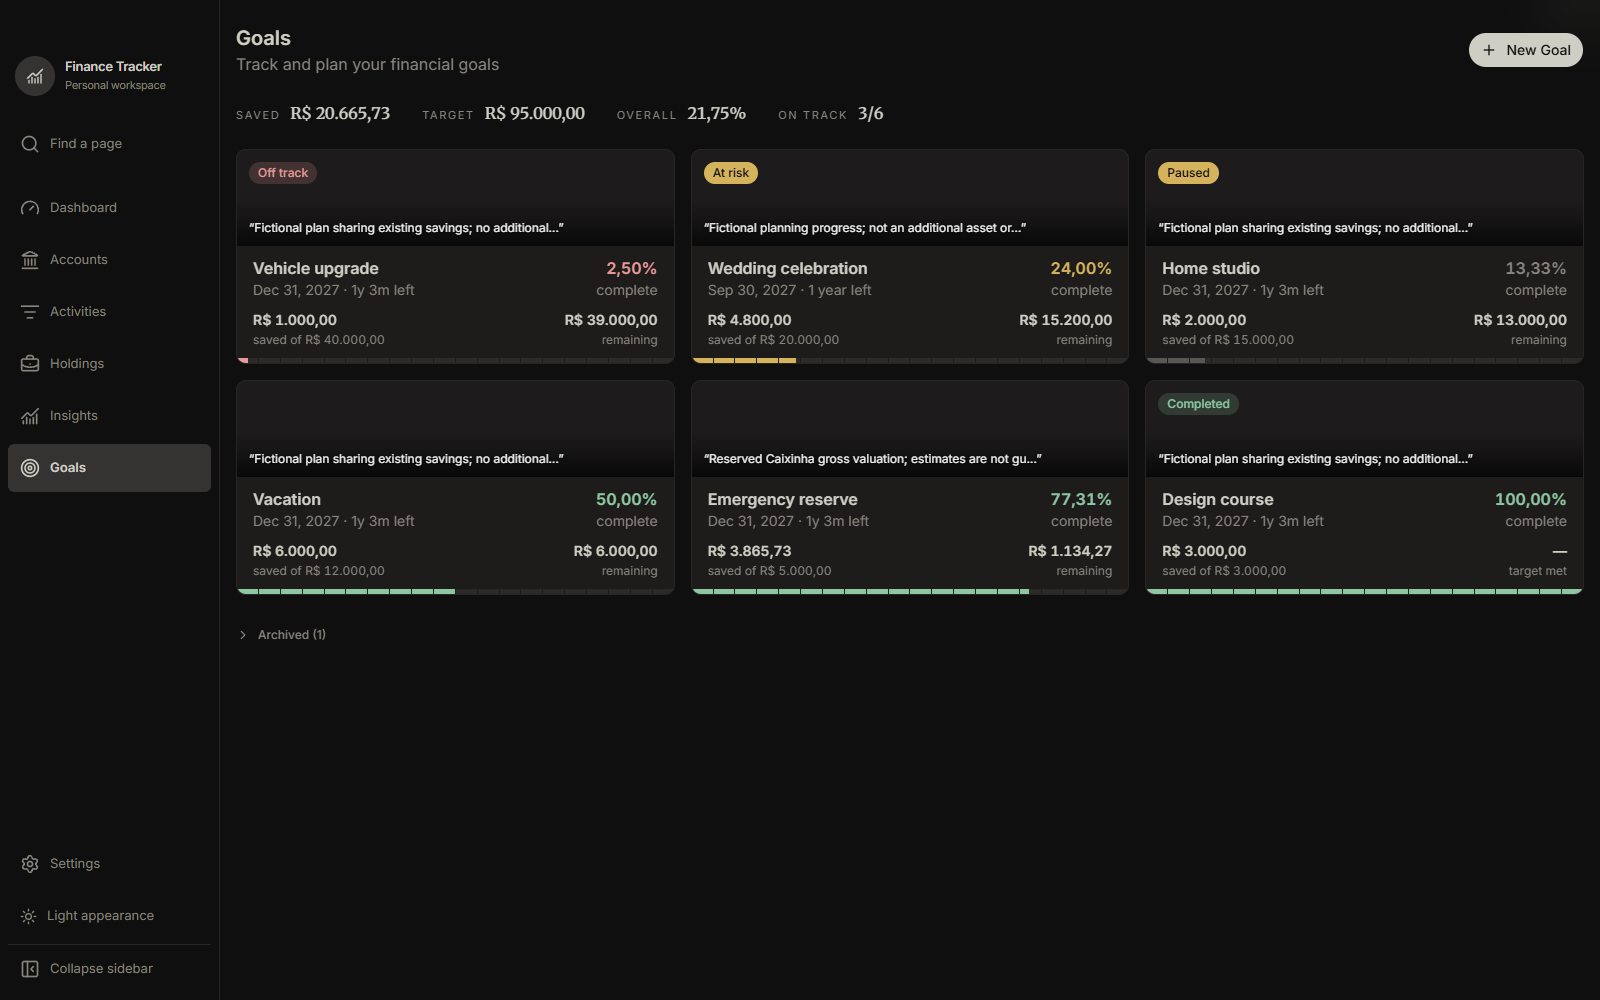 Finance Tracker
Personal workspace
Find a page
Dashboard
Accounts
Activities
Holdings
Insights
Goals
Settings
Light appearance
Collapse sidebar
Goals
Track and plan your financial goals
New Goal
SAVED R$ 20.665,73 TARGET R$ 95.000,00 OVERALL 21,75% ON TRACK 3/6
Off track
“Fictional plan sharing existing savings; no additional...”
Vehicle upgrade 2,50%
Dec 31, 2027 · 1y 3m left complete
R$ 1.000,00 R$ 39.000,00
saved of R$ 40.000,00 remaining
At risk
“Fictional planning progress; not an additional asset or...”
Wedding celebration 24,00%
Sep 30, 2027 · 1 year left complete
R$ 4.800,00 R$ 15.200,00
saved of R$ 20.000,00 remaining
Paused
“Fictional plan sharing existing savings; no additional...”
Home studio 13,33%
Dec 31, 2027 · 1y 3m left complete
R$ 2.000,00 R$ 13.000,00
saved of R$ 15.000,00 remaining
“Fictional plan sharing existing savings; no additional...”
Vacation 50,00%
Dec 31, 2027 · 1y 3m left complete
R$ 6.000,00 R$ 6.000,00
saved of R$ 12.000,00 remaining
“Reserved Caixinha gross valuation; estimates are not gu...”
Emergency reserve 77,31%
Dec 31, 2027 · 1y 3m left complete
R$ 3.865,73 R$ 1.134,27
saved of R$ 5.000,00 remaining
Completed
“Fictional plan sharing existing savings; no additional...”
Design course 100,00%
Dec 31, 2027 · 1y 3m left complete
R$ 3.000,00 —
saved of R$ 3.000,00 target met
Archived (1)